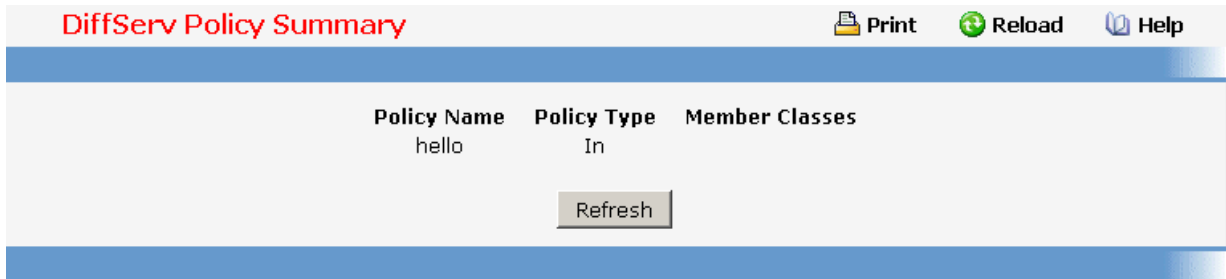 DiffServ Policy Summary Print Reload Help
Policy Name Policy Type Member Classes
hello In
Refresh